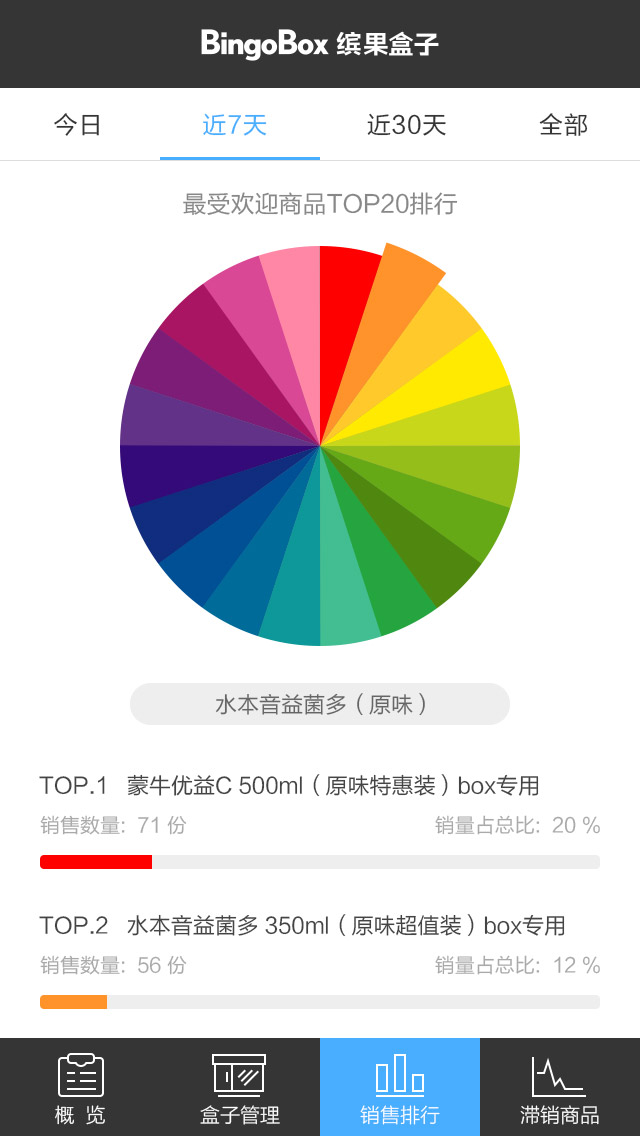 BingoBox 缤果盒子
今日 近7天 近30天 全部
最受欢迎商品TOP20排行
水本音益菌多（原味）
TOP.1 蒙牛优益C 500ml（原味特惠装）box专用
销售数量: 71 份 销量占总比: 20 %
TOP.2 水本音益菌多 350ml（原味超值装）box专用
销售数量: 56 份 销量占总比: 12 %
概 览 盒子管理 销售排行 滞销商品